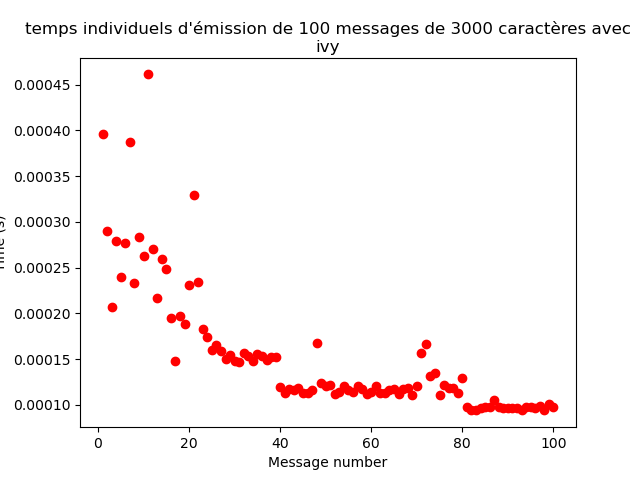 temps individuels d'émission de 100 messages de 3000 caractères avec
ivy
0.00045
0.00040
0.00035
0.00030
0.00025
0.00020
0.00015
0.00010
Time (s)
0 20 40 60 80 100
Message number